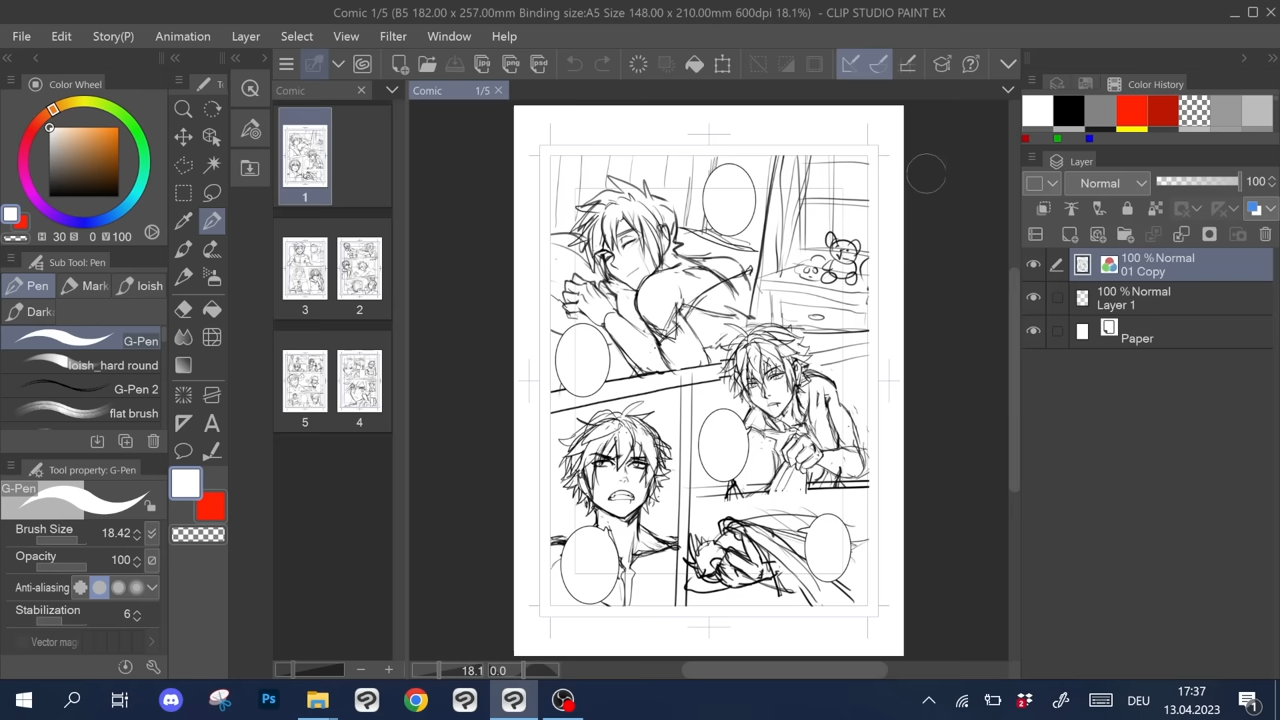 Comic 1/5 (B5 182.00 x 257.00mm Binding size:A5 Size 148.00 x 210.00mm 600dpi 18.1%) - CLIP STUDIO PAINT EX
File Edit Story(P) Animation Layer Select View Filter Window Help
Color Wheel
H 30 S 0 V 100
Sub Tool: Pen
Pen Mark loish
Dark
G-Pen
loish_hard round
G-Pen 2
flat brush
Tool property: G-Pen
G-Pen
Brush Size 18.42
Opacity 100
Anti-aliasing
Stabilization 6
Vector mag
Comic
1
3 2
5 4
Comic 1/5
18.1 0.0
Color History
Layer
Normal 100
100 %Normal
01 Copy
100 %Normal
Layer 1
Paper
Ps
DEU
17:37
13.04.2023
1